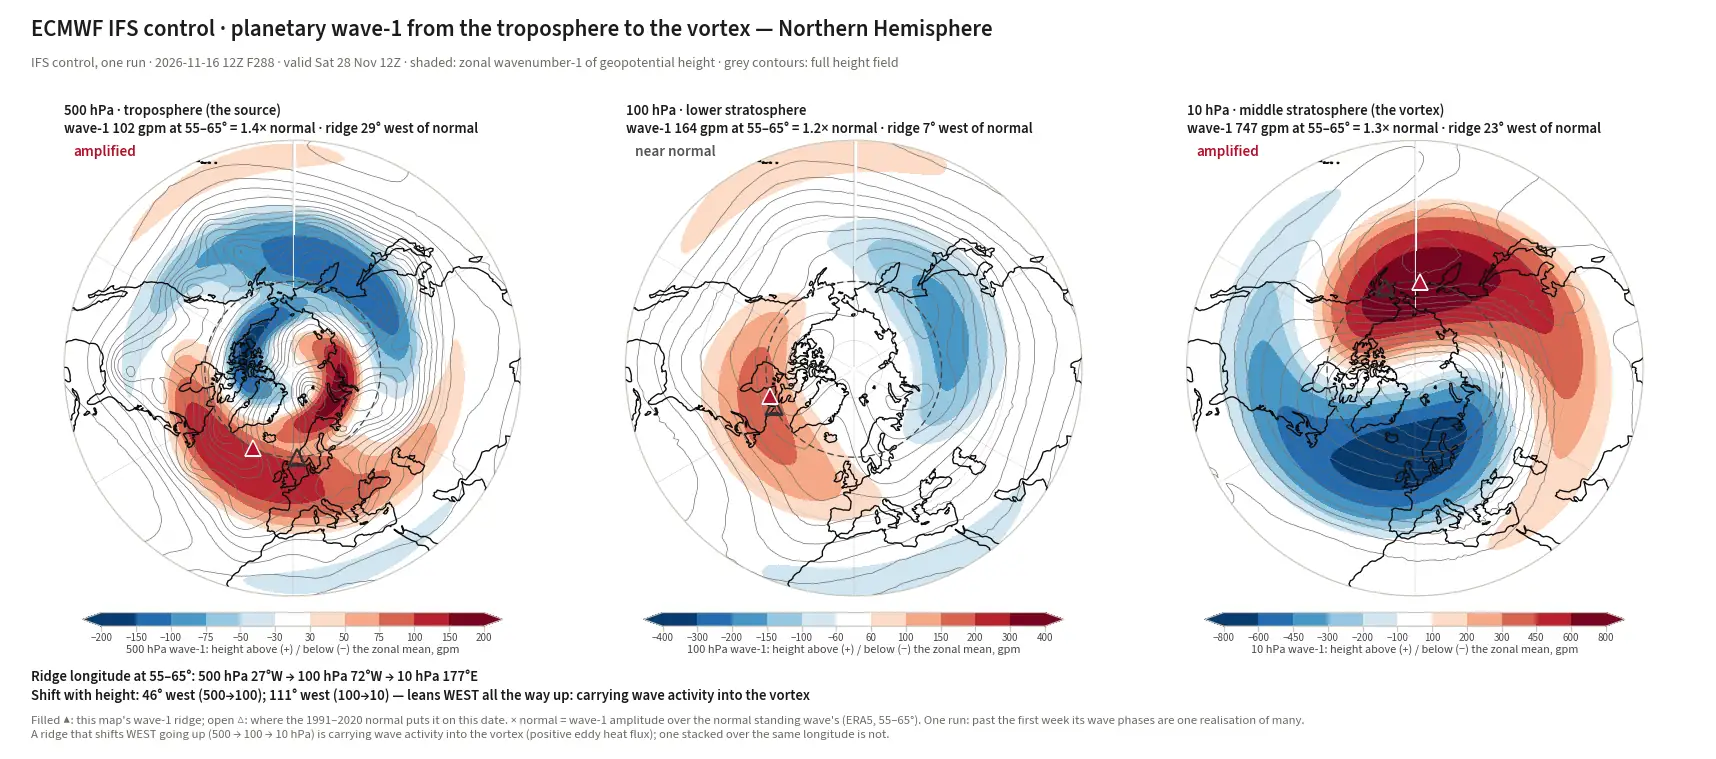 ECMWF IFS control · planetary wave-1 from the troposphere to the vortex — Northern Hemisphere
IFS control, one run · 2026-11-16 12Z F288 · valid Sat 28 Nov 12Z · shaded: zonal wavenumber-1 of geopotential height · grey contours: full height field
500 hPa · troposphere (the source)
wave-1 102 gpm at 55–65° = 1.4× normal · ridge 29° west of normal
amplified
100 hPa · lower stratosphere
wave-1 164 gpm at 55–65° = 1.2× normal · ridge 7° west of normal
near normal
10 hPa · middle stratosphere (the vortex)
wave-1 747 gpm at 55–65° = 1.3× normal · ridge 23° west of normal
amplified
−200 −150 −100 −75 −50 −30 30 50 75 100 150 200
500 hPa wave-1: height above (+) / below (−) the zonal mean, gpm
−400 −300 −200 −150 −100 −60 60 100 150 200 300 400
100 hPa wave-1: height above (+) / below (−) the zonal mean, gpm
−800 −600 −450 −300 −200 −100 100 200 300 450 600 800
10 hPa wave-1: height above (+) / below (−) the zonal mean, gpm
Ridge longitude at 55–65°: 500 hPa 27°W → 100 hPa 72°W → 10 hPa 177°E
Shift with height: 46° west (500→100); 111° west (100→10) — leans WEST all the way up: carrying wave activity into the vortex
Filled ▲: this map's wave-1 ridge; open △: where the 1991–2020 normal puts it on this date. × normal = wave-1 amplitude over the normal standing wave's (ERA5, 55–65°). One run: past the first week its wave phases are one realisation of many.
A ridge that shifts WEST going up (500 → 100 → 10 hPa) is carrying wave activity into the vortex (positive eddy heat flux); one stacked over the same longitude is not.